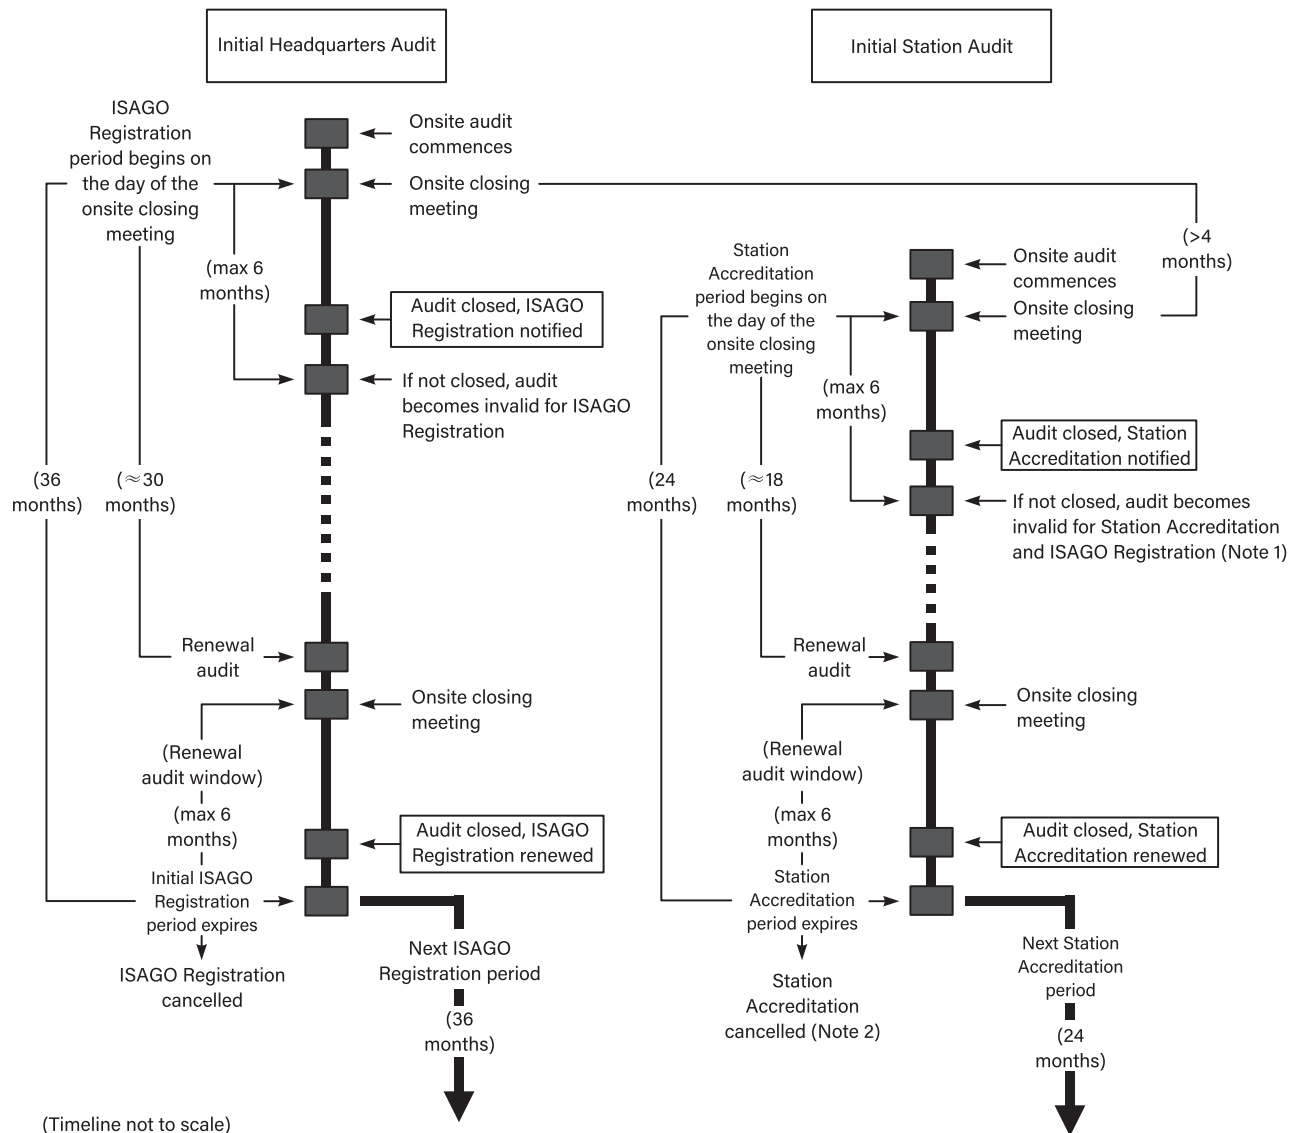 Initial Headquarters Audit
Initial Station Audit
ISAGO
Registration
period begins on
the day of the
onsite closing
meeting
Onsite audit
commences
Onsite closing
meeting
(max 6
months)
Audit closed, ISAGO
Registration notified
If not closed, audit
becomes invalid for ISAGO
Registration
(36
months)
(≈30
months)
Renewal
audit
Onsite closing
meeting
(Renewal
audit window)
(max 6
months)
Audit closed, ISAGO
Registration renewed
Initial ISAGO
Registration
period expires
ISAGO Registration
cancelled
Next ISAGO
Registration period
(36
months)
(>4
months)
Station
Accreditation
period begins on
the day of the
onsite closing
meeting
Onsite audit
commences
Onsite closing
meeting
(max 6
months)
Audit closed, Station
Accreditation notified
If not closed, audit becomes
invalid for Station Accreditation
and ISAGO Registration (Note 1)
(24
months)
(≈18
months)
Renewal
audit
Onsite closing
meeting
(Renewal
audit window)
(max 6
months)
Audit closed, Station
Accreditation renewed
Station
Accreditation
period expires
Station
Accreditation
cancelled (Note 2)
Next Station
Accreditation
period
(24
months)
(Timeline not to scale)